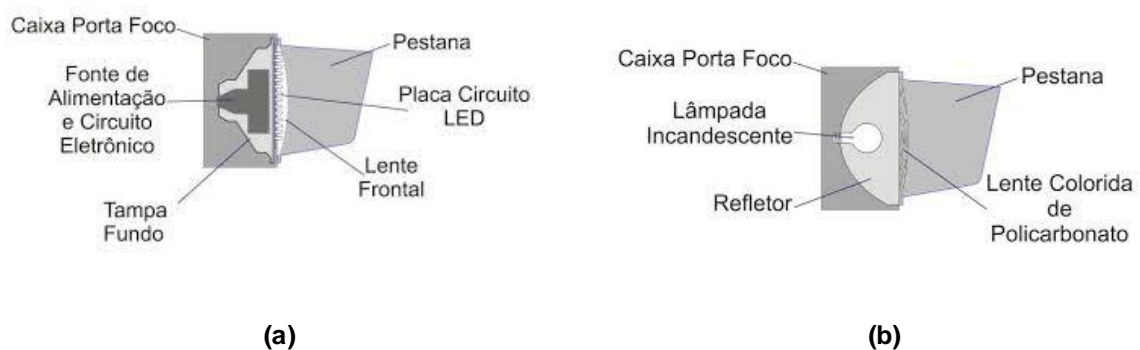 Caixa Porta Foco
Pestana
Fonte de
Alimentação
e Circuito
Eletrônico
Placa Circuito
LED
Lente
Frontal
Tampa
Fundo
(a)
Caixa Porta Foco
Pestana
Lâmpada
Incandescente
Refletor
Lente Colorida
de
Policarbonato
(b)